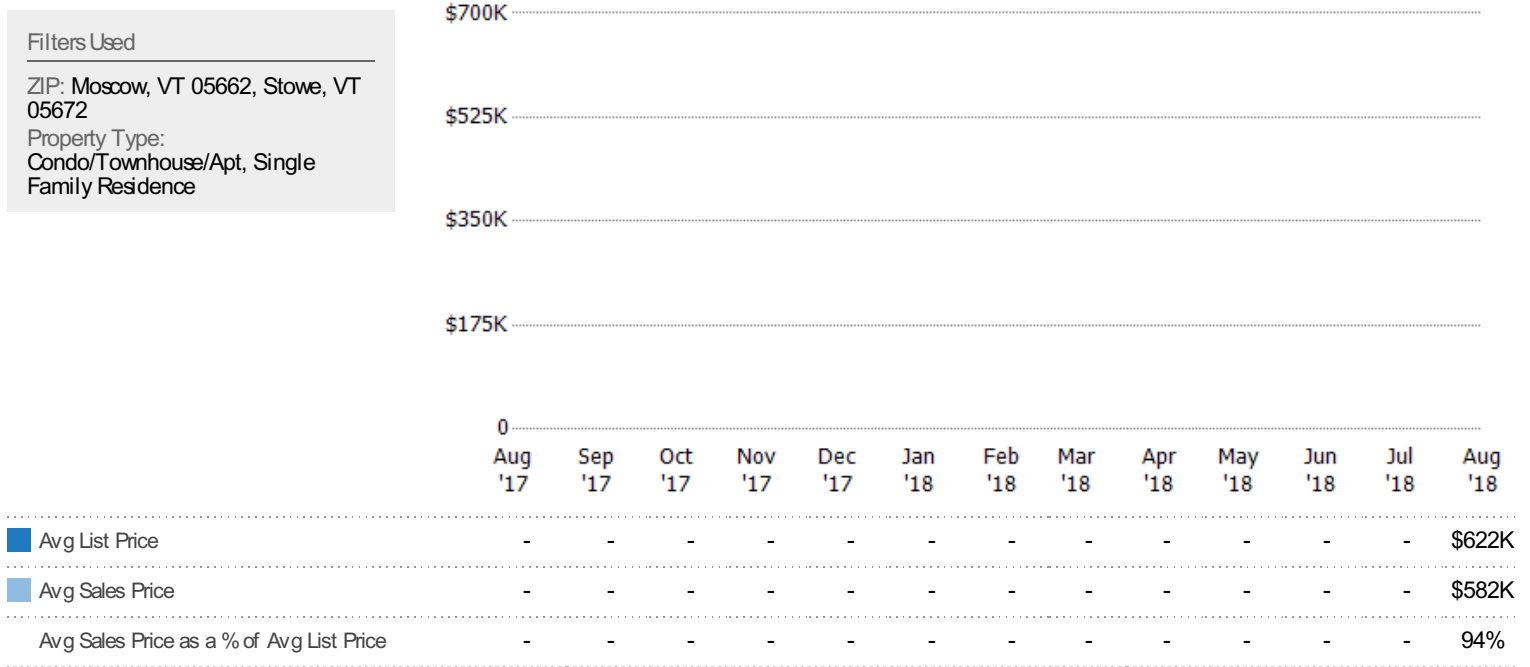 Filters Used
ZIP: Moscow, VT 05662, Stowe, VT
05672
Property Type:
Condo/Townhouse/Apt, Single
Family Residence
$700K
$525K
$350K
$175K
0
Aug Sep Oct Nov Dec Jan Feb Mar Apr May Jun Jul Aug
'17 '17 '17 '17 '17 '18 '18 '18 '18 '18 '18 '18 '18
Avg List Price - - - - - - - - - - - - $622K
Avg Sales Price - - - - - - - - - - - - $582K
Avg Sales Price as a % of Avg List Price - - - - - - - - - - - - 94%